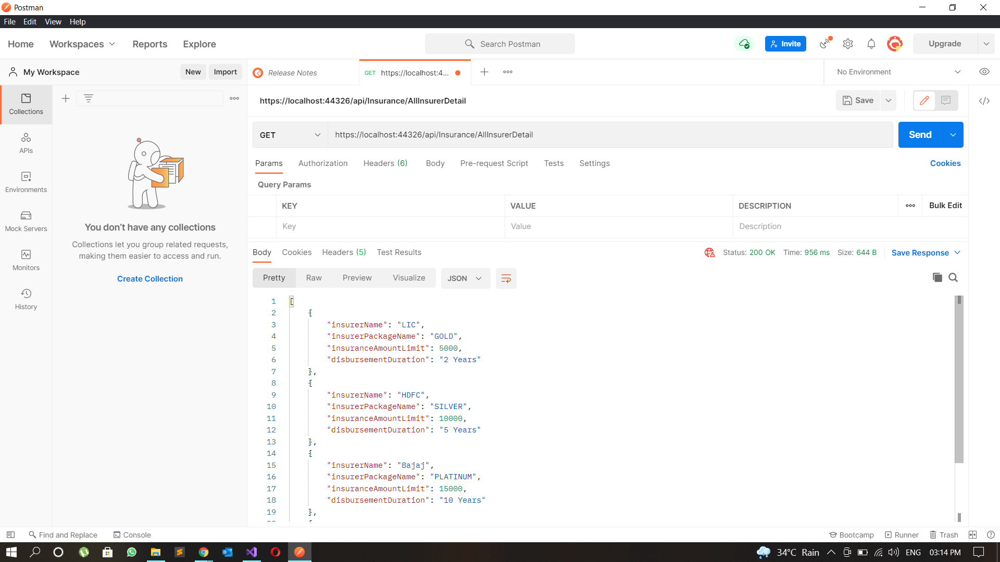 Postman
File Edit View Help
Home Workspaces Reports Explore Search Postman Invite Upgrade
My Workspace New Import Release Notes GET https://localhost:4... No Environment
https://localhost:44326/api/Insurance/AllInsurerDetail Save
GET https://localhost:44326/api/Insurance/AllInsurerDetail Send
Params Authorization Headers (6) Body Pre-request Script Tests Settings Cookies
Query Params
KEY VALUE DESCRIPTION Bulk Edit
Key Value Description
Collections
APIs
Environments
Mock Servers
Monitors
History
You don't have any collections
Collections let you group related requests,
making them easier to access and run.
Create Collection
Body Cookies Headers (5) Test Results Status: 200 OK Time: 956 ms Size: 644 B Save Response
Pretty Raw Preview Visualize JSON
1 [
2 {
3 "insurerName": "LIC",
4 "insurerPackageName": "GOLD",
5 "insuranceAmountLimit": 5000,
6 "disbursementDuration": "2 Years"
7 },
8 {
9 "insurerName": "HDFC",
10 "insurerPackageName": "SILVER",
11 "insuranceAmountLimit": 10000,
12 "disbursementDuration": "5 Years"
13 },
14 {
15 "insurerName": "Bajaj",
16 "insurerPackageName": "PLATINUM",
17 "insuranceAmountLimit": 15000,
18 "disbursementDuration": "10 Years"
19 },
Find and Replace Console Bootcamp Runner Trash
34°C Rain ENG 03:14 PM